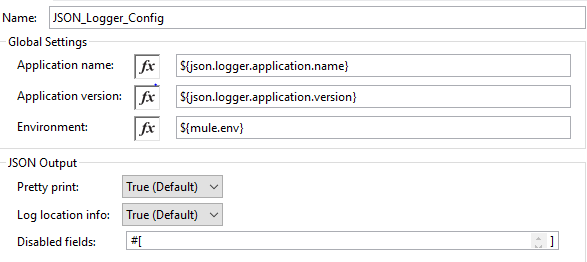 Name: JSON_Logger_Config
Global Settings
Application name: fx ${json.logger.application.name}
Application version: fx ${json.logger.application.version}
Environment: fx ${mule.env}
JSON Output
Pretty print: True (Default)
Log location info: True (Default)
Disabled fields: #[ ]